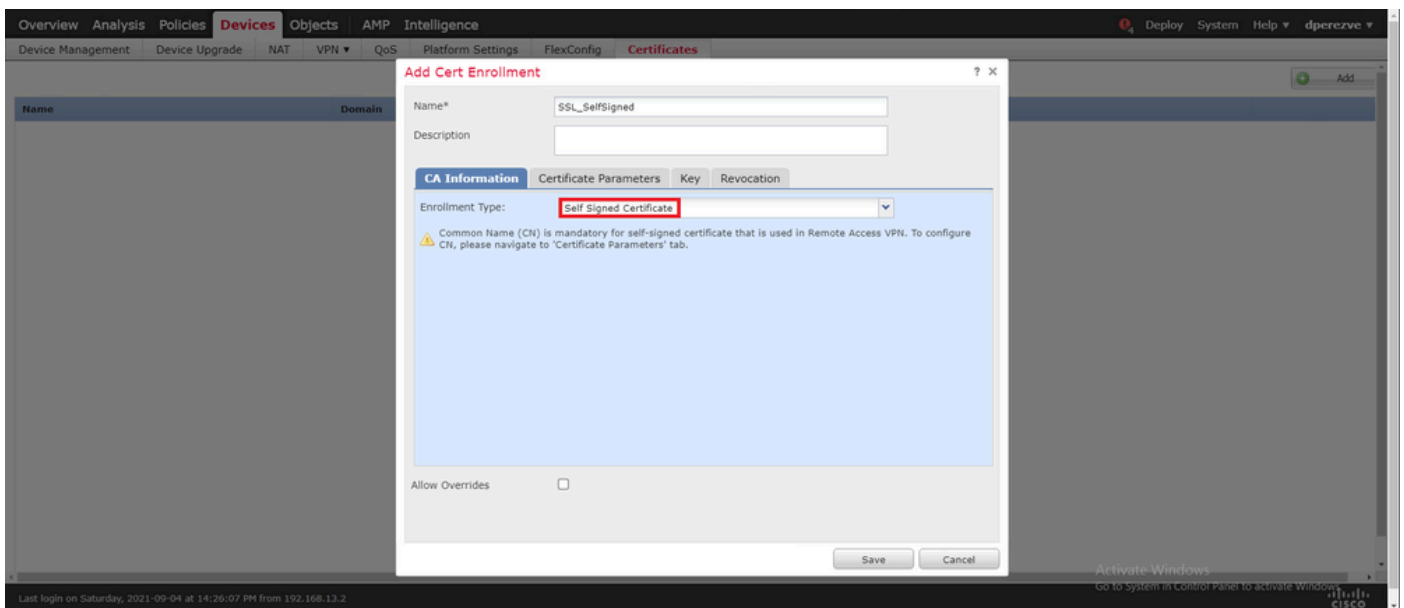 Overview Analysis Policies Devices Objects AMP Intelligence 4 Deploy System Help dperezve
Device Management Device Upgrade NAT VPN QoS Platform Settings FlexConfig Certificates
Add Cert Enrollment ? ×
Add
Name Domain
Name* SSL_SelfSigned
Description
CA Information Certificate Parameters Key Revocation
Enrollment Type: Self Signed Certificate
Common Name (CN) is mandatory for self-signed certificate that is used in Remote Access VPN. To configure
CN, please navigate to 'Certificate Parameters' tab.
Allow Overrides
Save Cancel
Activate Windows
Go to System in Control Panel to activate Windows.
Last login on Saturday, 2021-09-04 at 14:26:07 PM from 192.168.13.2
CISCO